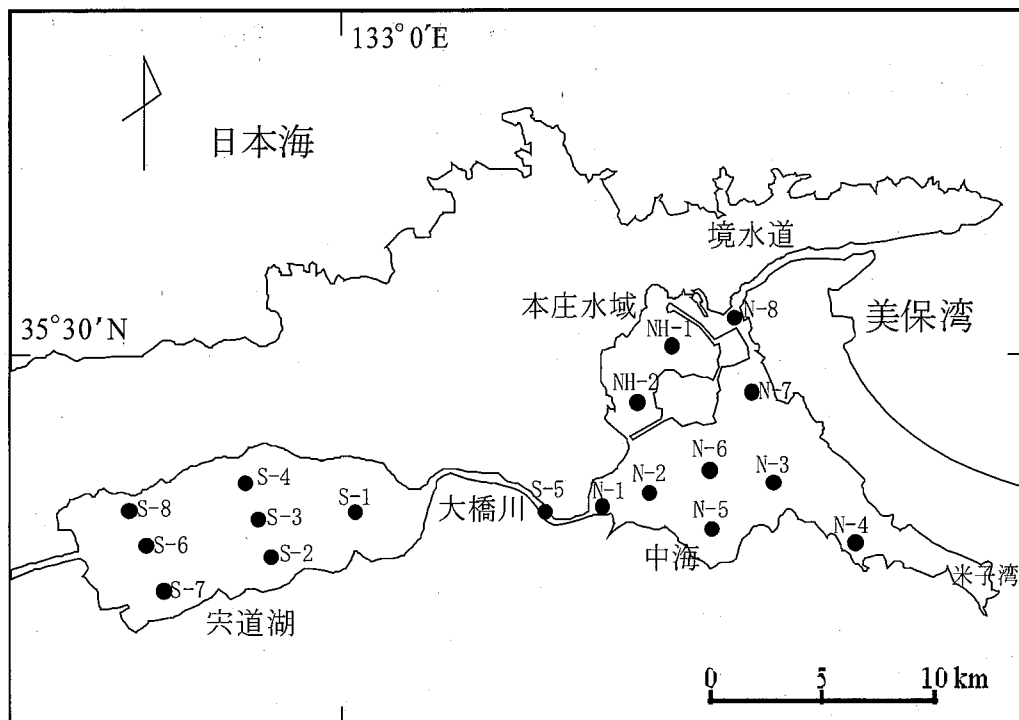 133°0′E
日本海
境水道
本庄水域
N-8
美保湾
35°30′N
NH-1
NH-2
N-7
N-6
N-3
S-4
N-2
S-8
S-1
大橋川
S-5
N-1
S-3
N-5
N-4
S-6
S-2
中海
米子湾
S-7
宍道湖
0 5 10 km